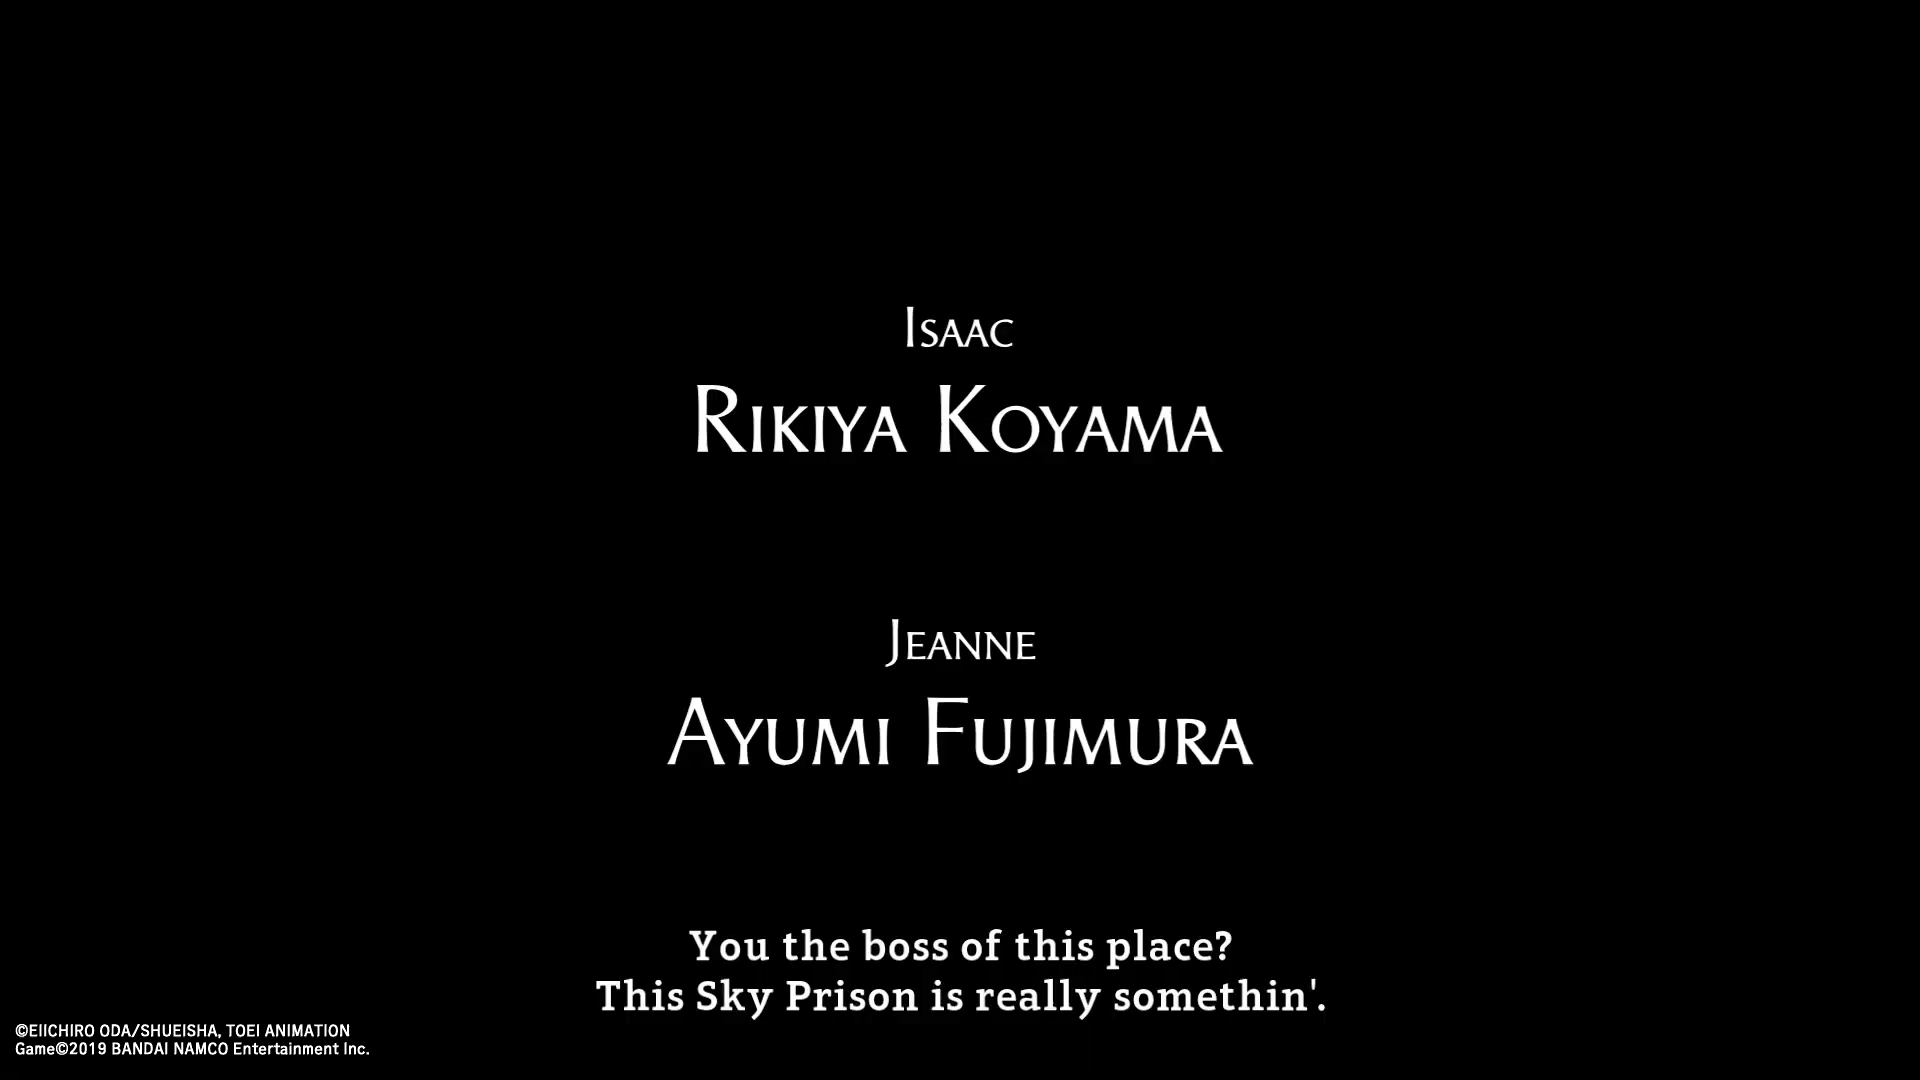 Isaac
Rikiya Koyama
Jeanne
Ayumi Fujimura
You the boss of this place?
This Sky Prison is really somethin'.
©EIICHIRO ODA/SHUEISHA, TOEI ANIMATION
Game©2019 BANDAI NAMCO Entertainment Inc.